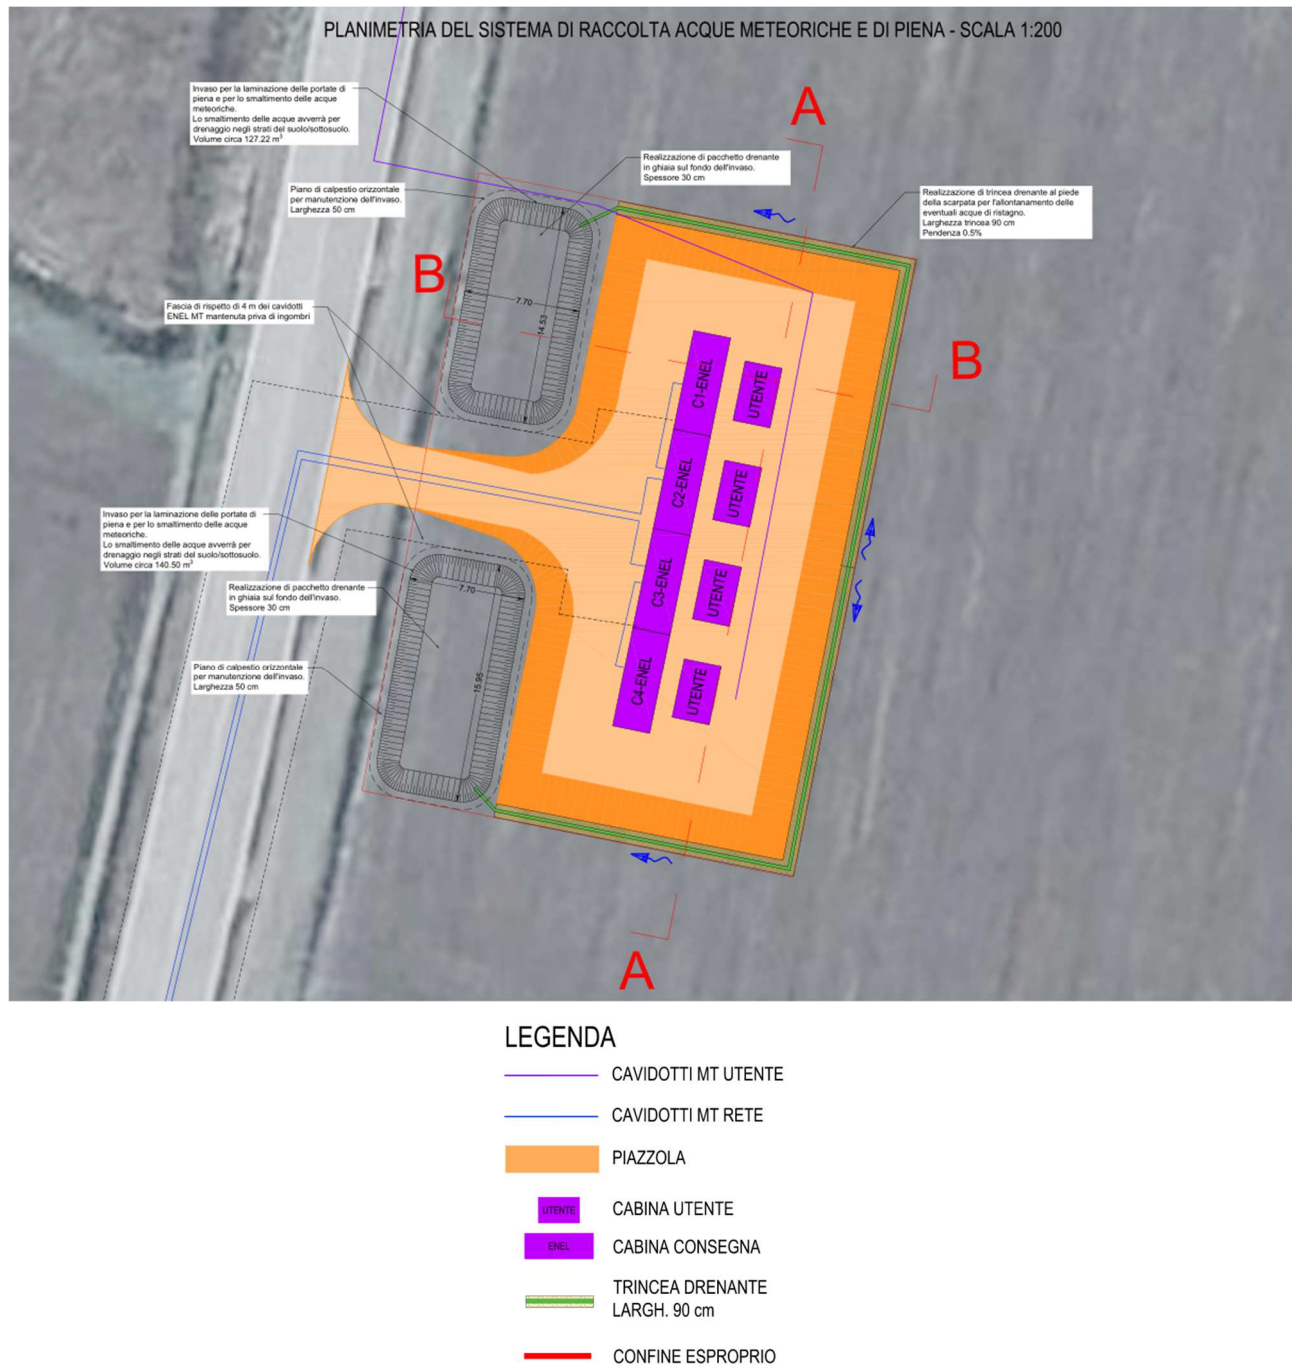 PLANIMETRIA DEL SISTEMA DI RACCOLTA ACQUE METEORICHE E DI PIENA - SCALA 1:200
Invaso per la laminazione delle portate di
piena e per lo smaltimento delle acque
meteoriche.
Lo smaltimento delle acque avverrà per
drenaggio negli strati del suolo/sottosuolo.
Volume circa 127.22 m³
A
Realizzazione di pacchetto drenante
in ghiaia sul fondo dell'invaso.
Spessore 30 cm
Piano di calpestio orizzontale
per manutenzione dell'invaso.
Larghezza 50 cm
Realizzazione di trincea drenante al piede
della scarpata per l'allontanamento delle
eventuali acque di ristagno.
Larghezza trincea 90 cm
Pendenza 0.5%
B
7.70
14.53
Fascia di rispetto di 4 m dei cavidotti
ENEL MT mantenuta priva di ingombri
B
C1-ENEL
UTENTE
C2-ENEL
UTENTE
Invaso per la laminazione delle portate di
piena e per lo smaltimento delle acque
meteoriche.
Lo smaltimento delle acque avverrà per
drenaggio negli strati del suolo/sottosuolo.
Volume circa 140.50 m³
C3-ENEL
UTENTE
7.70
Realizzazione di pacchetto drenante
in ghiaia sul fondo dell'invaso.
Spessore 30 cm
C4-ENEL
UTENTE
15.95
Piano di calpestio orizzontale
per manutenzione dell'invaso.
Larghezza 50 cm
A
LEGENDA
CAVIDOTTI MT UTENTE
CAVIDOTTI MT RETE
PIAZZOLA
UTENTE CABINA UTENTE
ENEL CABINA CONSEGNA
TRINCEA DRENANTE
LARGH. 90 cm
CONFINE ESPROPRIO